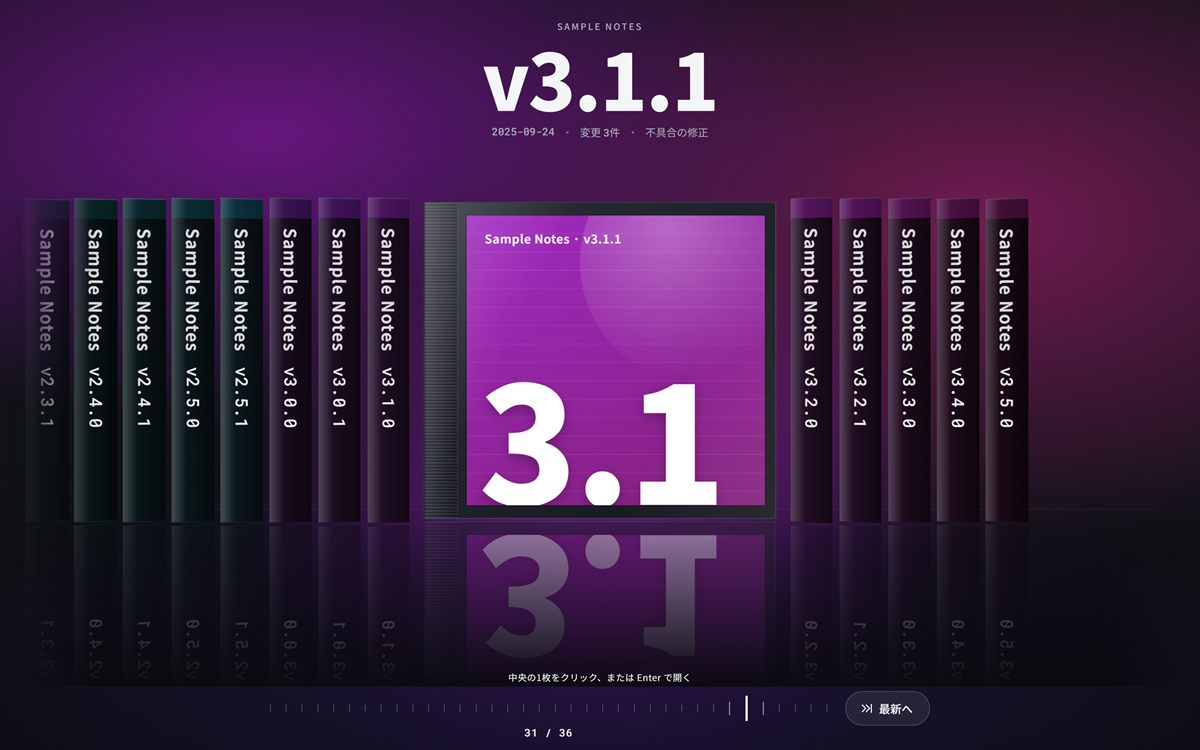 SAMPLE NOTES
v3.1.1
2025-09-24 • 変更 3件 • 不具合の修正
Sample Notes v2.3.1
Sample Notes v2.4.0
Sample Notes v2.4.1
Sample Notes v2.5.0
Sample Notes v2.5.1
Sample Notes v3.0.0
Sample Notes v3.0.1
Sample Notes v3.1.0
Sample Notes · v3.1.1
3.1
Sample Notes v3.2.0
Sample Notes v3.2.1
Sample Notes v3.3.0
Sample Notes v3.4.0
Sample Notes v3.5.0
中央の1枚をクリック、または Enter で開く
最新へ
31 / 36